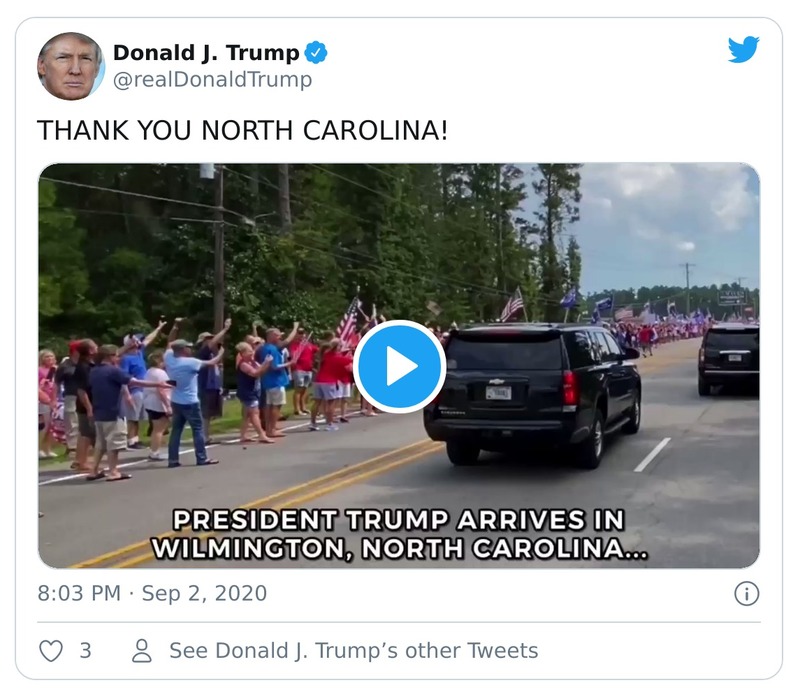 Donald J. Trump
@realDonaldTrump
THANK YOU NORTH CAROLINA!
PRESIDENT TRUMP ARRIVES IN
WILMINGTON, NORTH CAROLINA...
8:03 PM · Sep 2, 2020
3
See Donald J. Trump’s other Tweets